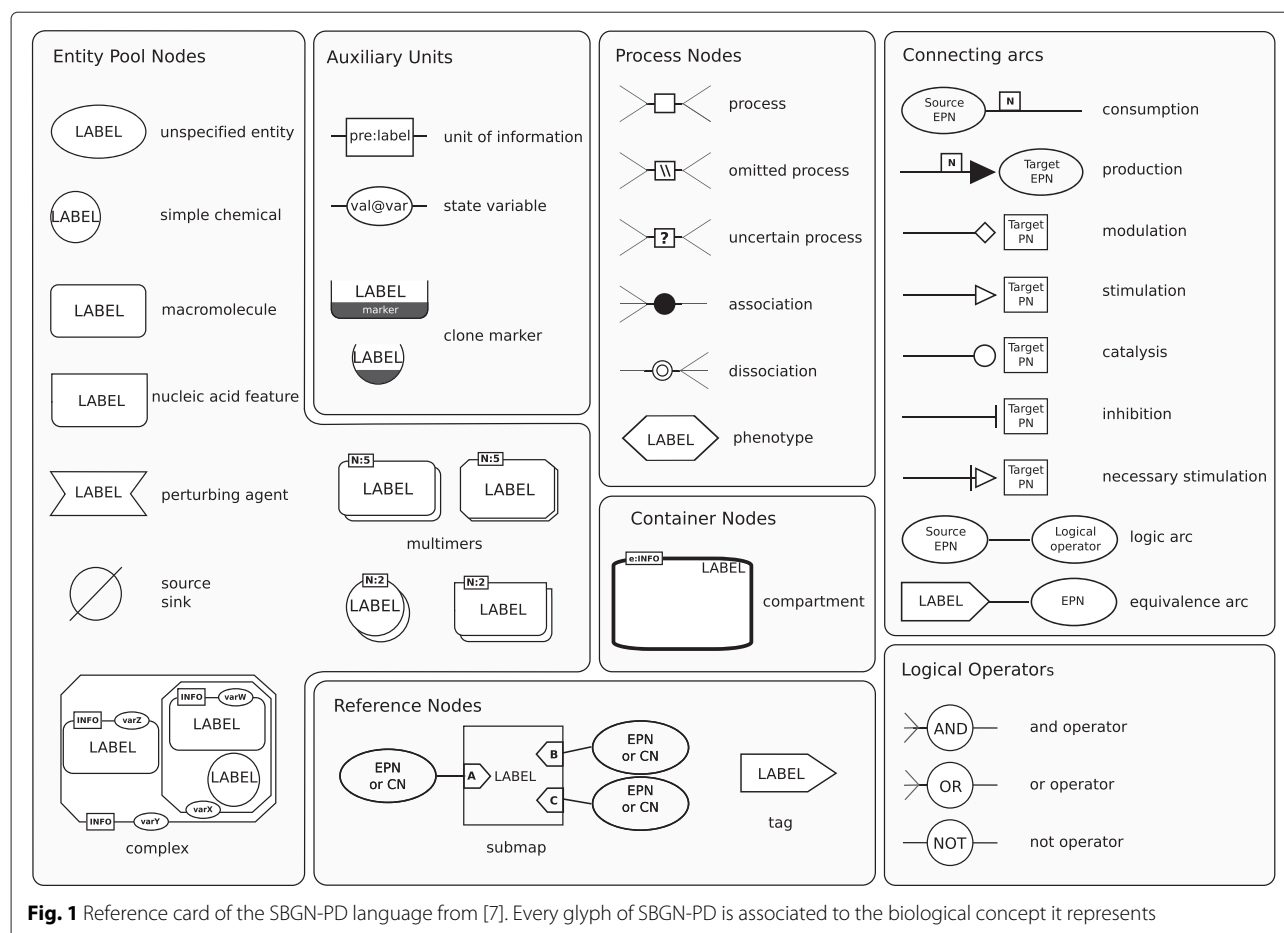 Entity Pool Nodes
LABEL
unspecified entity
LABEL
simple chemical
LABEL
macromolecule
LABEL
nucleic acid feature
LABEL
perturbing agent
source
sink
INFO
varZ
LABEL
INFO
varW
LABEL
LABEL
varX
INFO
varY
complex
N:5
LABEL
N:5
LABEL
multimers
N:2
LABEL
N:2
LABEL
Auxiliary Units
pre:label
unit of information
val@var
state variable
LABEL
marker
clone marker
LABEL
Process Nodes
process
\\
omitted process
?
uncertain process
association
dissociation
LABEL
phenotype
Container Nodes
e:INFO
LABEL
compartment
Reference Nodes
EPN
or CN
A
LABEL
B
EPN
or CN
C
EPN
or CN
submap
LABEL
tag
Connecting arcs
Source
EPN
N
consumption
N
Target
EPN
production
Target
PN
modulation
Target
PN
stimulation
Target
PN
catalysis
Target
PN
inhibition
Target
PN
necessary stimulation
Source
EPN
Logical
operator
logic arc
LABEL
EPN
equivalence arc
Logical Operators
AND
and operator
OR
or operator
NOT
not operator
Fig. 1 Reference card of the SBGN-PD language from [7]. Every glyph of SBGN-PD is associated to the biological concept it represents